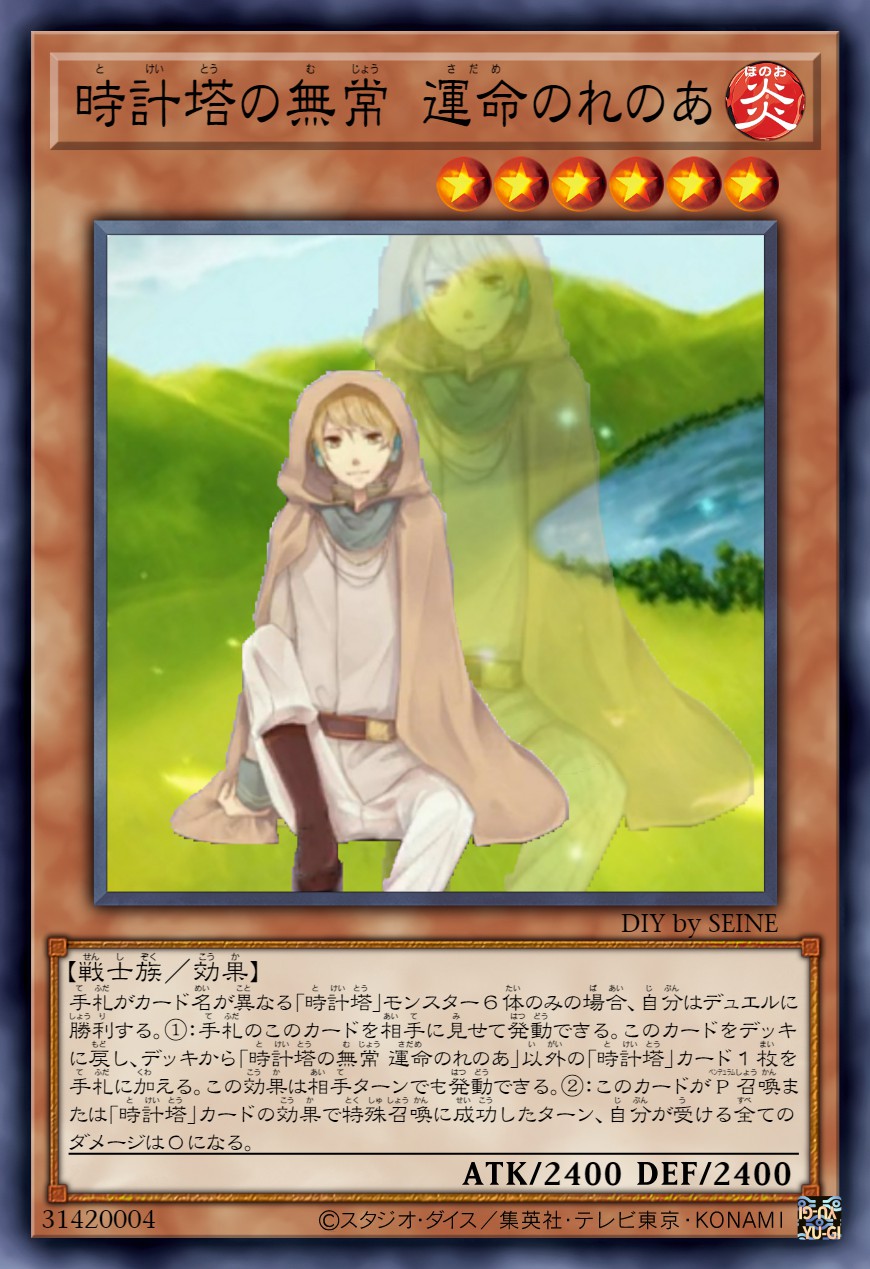 時計塔の無常 運命のれのあ 炎
DIY by SEINE
【戦士族／効果】
手札がカード名が異なる「時計塔」モンスター６体のみの場合、自分はデュエルに
勝利する。①：手札のこのカードを相手に見せて発動できる。このカードをデッキ
に戻し、デッキから「時計塔の無常 運命のれのあ」以外の「時計塔」カード１枚を
手札に加える。この効果は相手ターンでも発動できる。②：このカードがＰ召喚ま
たは「時計塔」カードの効果で特殊召喚に成功したターン、自分が受ける全ての
ダメージは０になる。
ATK/2400 DEF/2400
31420004 ©スタジオ・ダイス／集英社・テレビ東京・KONAMI